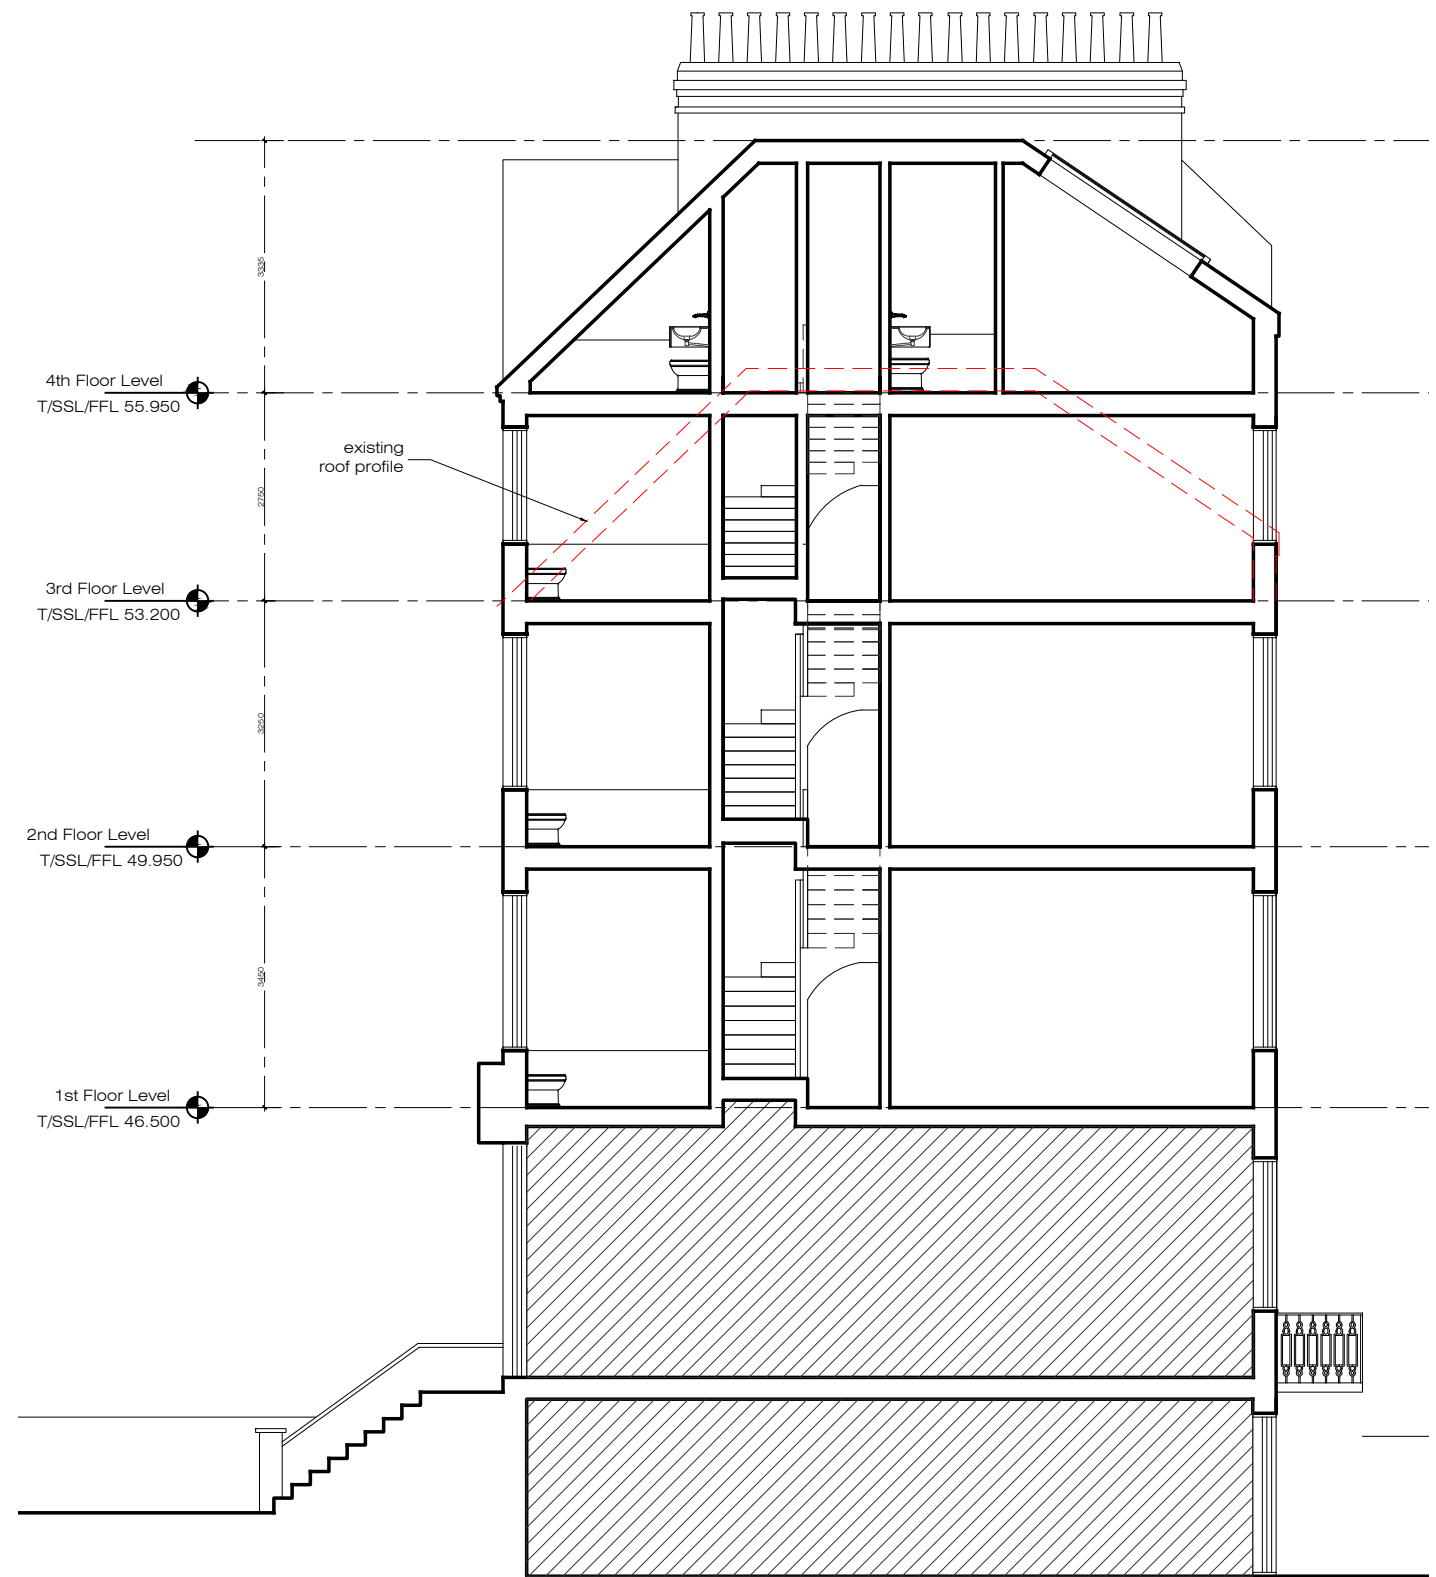 3335
4th Floor Level
T/SSL/FFL 55.950
existing
roof profile
2750
3rd Floor Level
T/SSL/FFL 53.200
3250
2nd Floor Level
T/SSL/FFL 49.950
3450
1st Floor Level
T/SSL/FFL 46.500